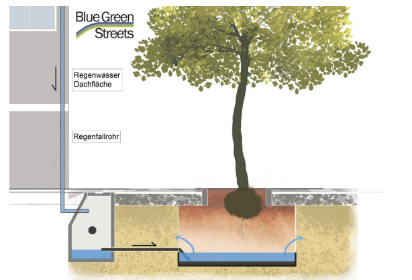 Blue Green
Streets
Regenwasser
Dachfläche
Regenfallrohr